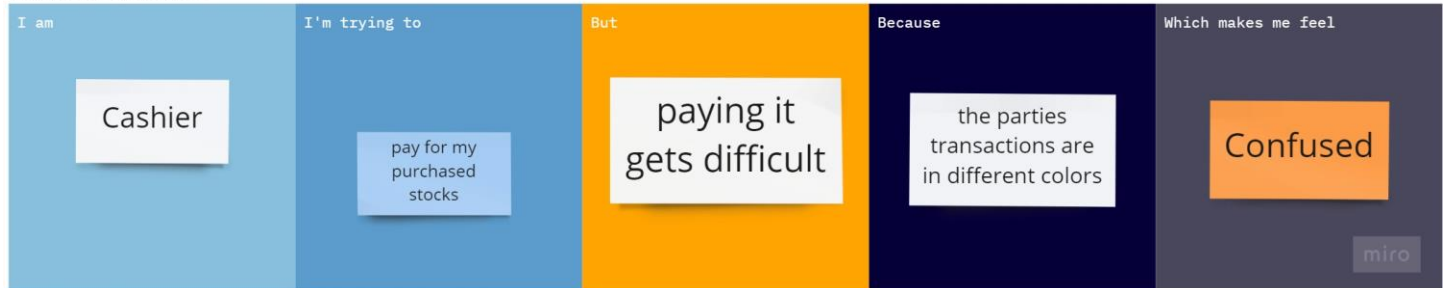 I am
Cashier
I'm trying to
pay for my
purchased
stocks
But
paying it
gets difficult
Because
the parties
transactions are
in different colors
Which makes me feel
Confused
miro